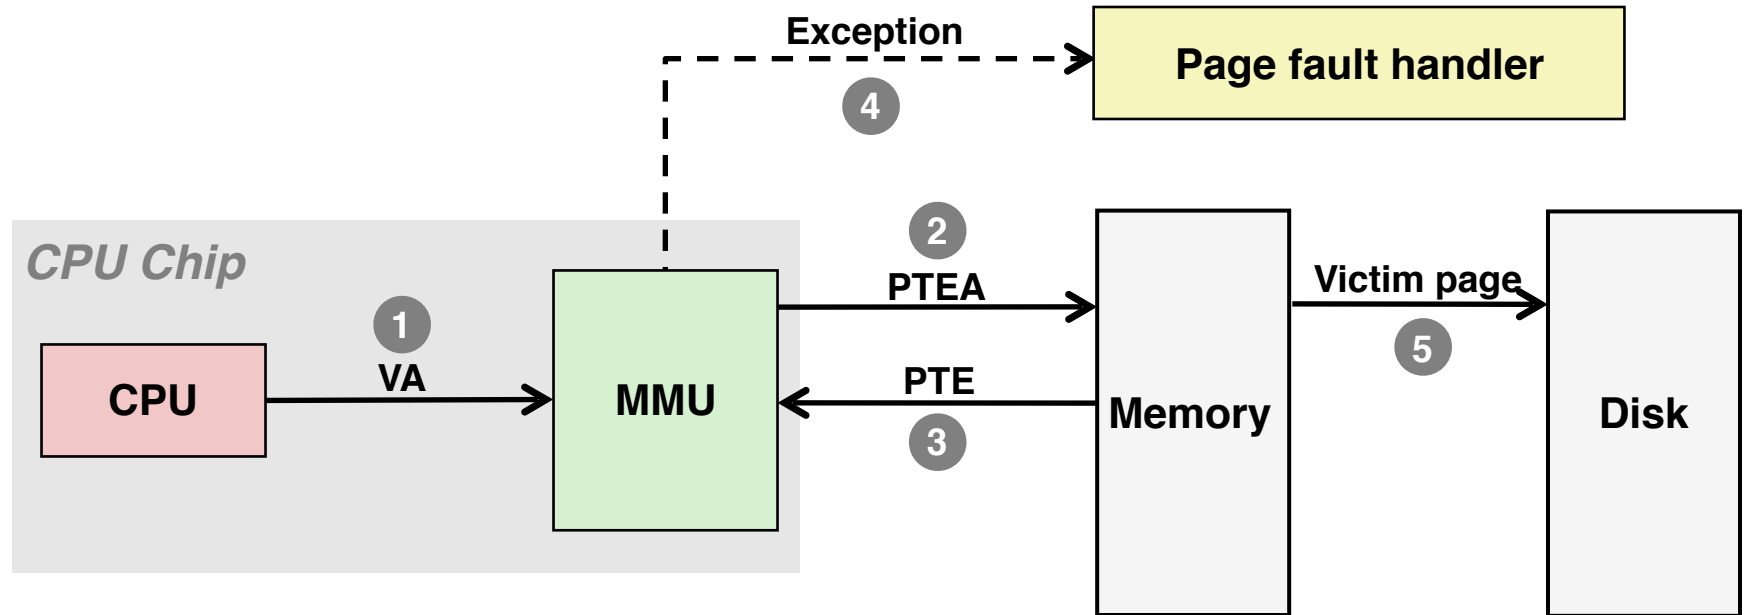 Exception
Page fault handler
4
CPU Chip
2
PTEA
Victim page
1
VA
5
CPU
MMU
PTE
3
Memory
Disk